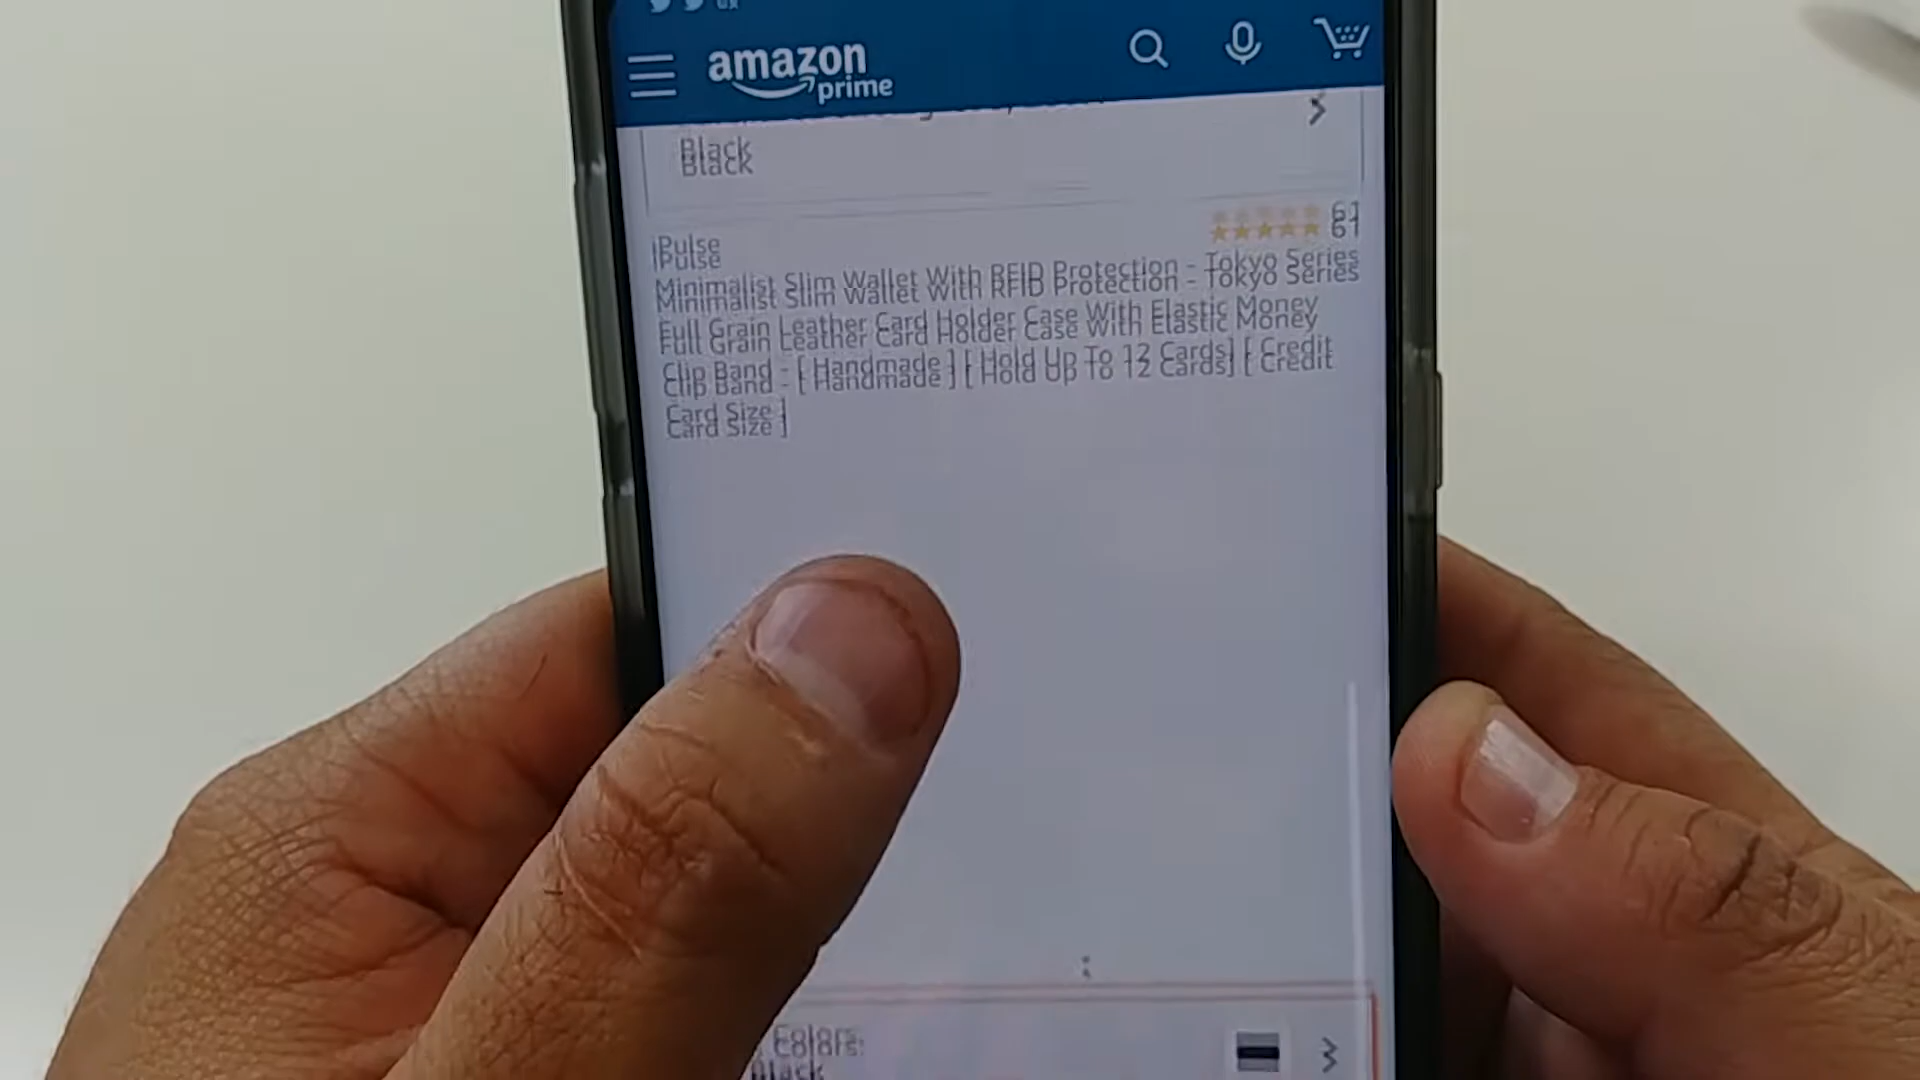 amazon
prime
Black
61
iPulse
Minimalist Slim Wallet With RFID Protection - Tokyo Series
Full Grain Leather Card Holder Case With Elastic Money
Clip Band - [ Handmade ] [ Hold Up To 12 Cards] [ Credit
Card Size ]
Colors:
Black